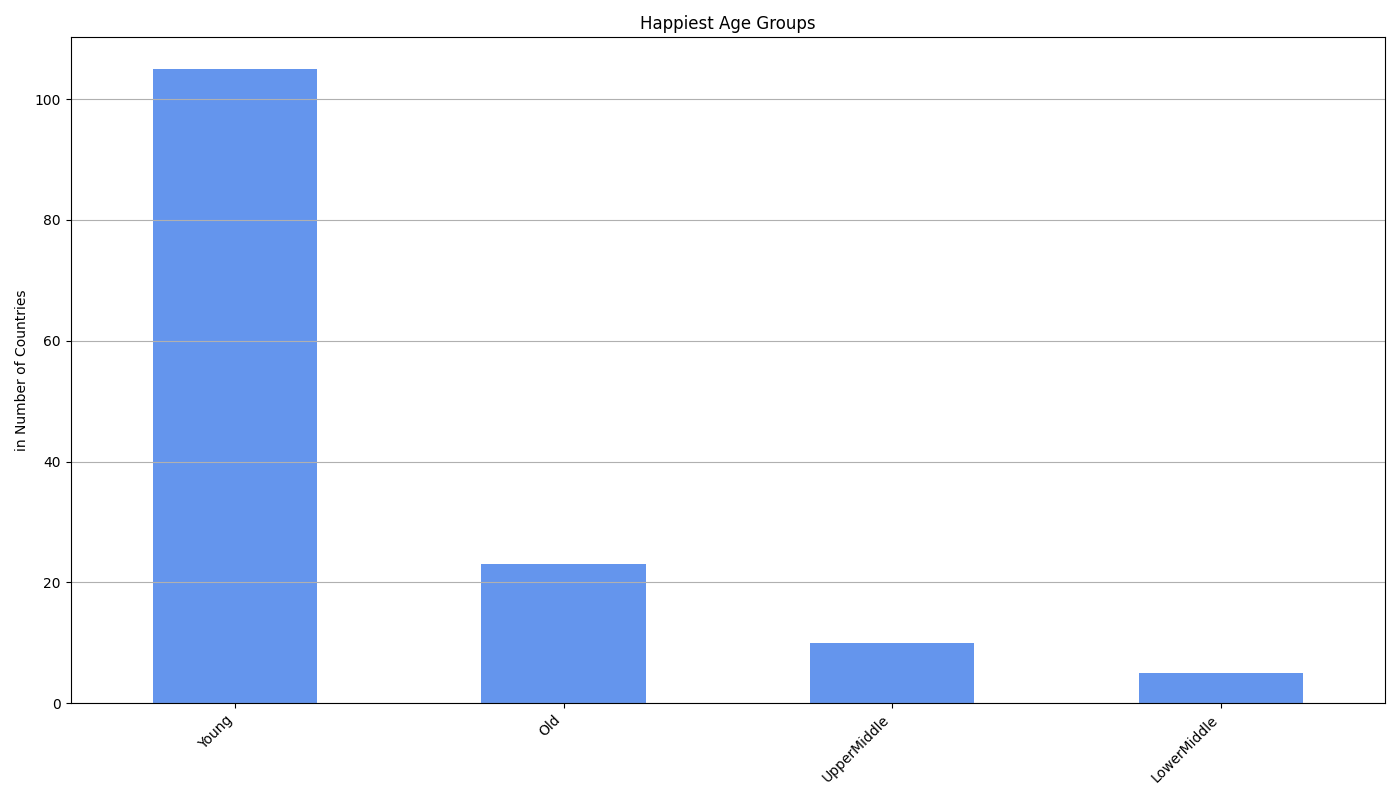 Happiest Age Groups
in Number of Countries
100
80
60
40
20
0
Young
Old
UpperMiddle
LowerMiddle